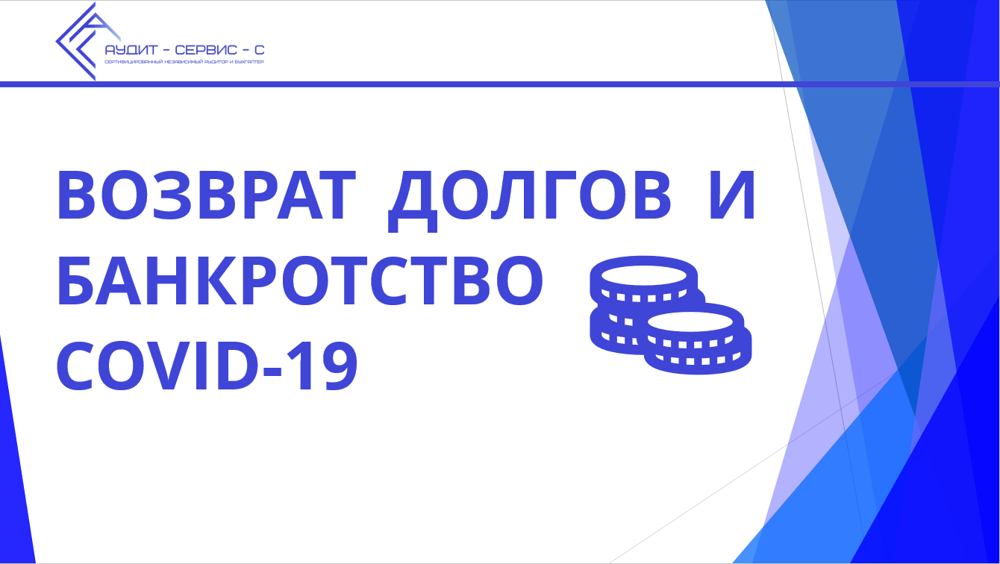 АУДИТ - СЕРВИС - С
СЕРТИФИЦИРОВАННЫЙ НЕЗАВИСИМЫЙ АУДИТОР И БУХГАЛТЕР
ВОЗВРАТ ДОЛГОВ И
БАНКРОТСТВО
COVID-19